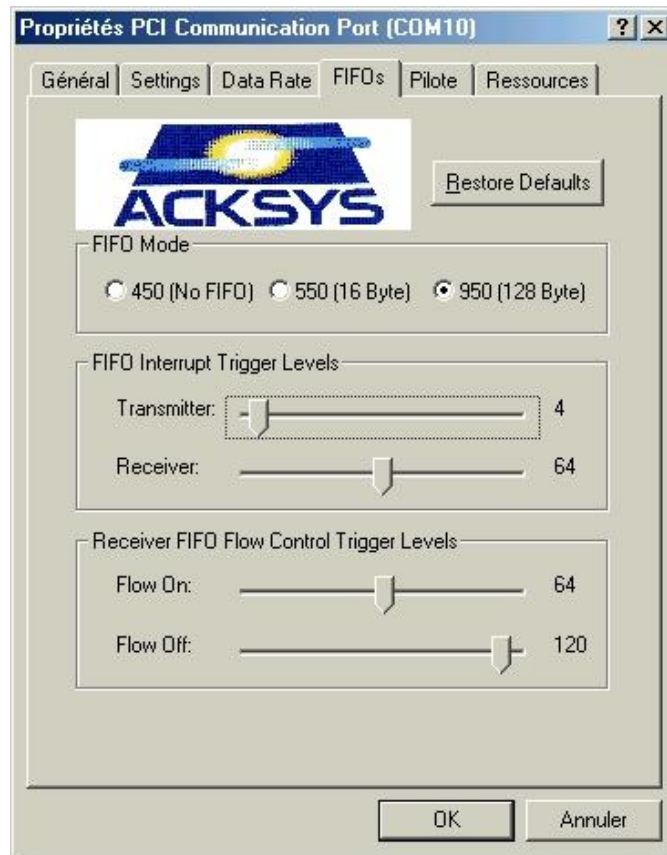 Propriétés PCI Communication Port (COM10)
Général Settings Data Rate FIFOs Pilote Ressources
ACKSYS
Restore Defaults
FIFO Mode
450 (No FIFO) 550 (16 Byte) 950 (128 Byte)
FIFO Interrupt Trigger Levels
Transmitter: 4
Receiver: 64
Receiver FIFO Flow Control Trigger Levels
Flow On: 64
Flow Off: 120
OK Annuler